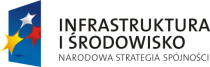 INFRASTRUKTURA
I ŚRODOWISKO
NARODOWA STRATEGIA SPÓJNOŚCI